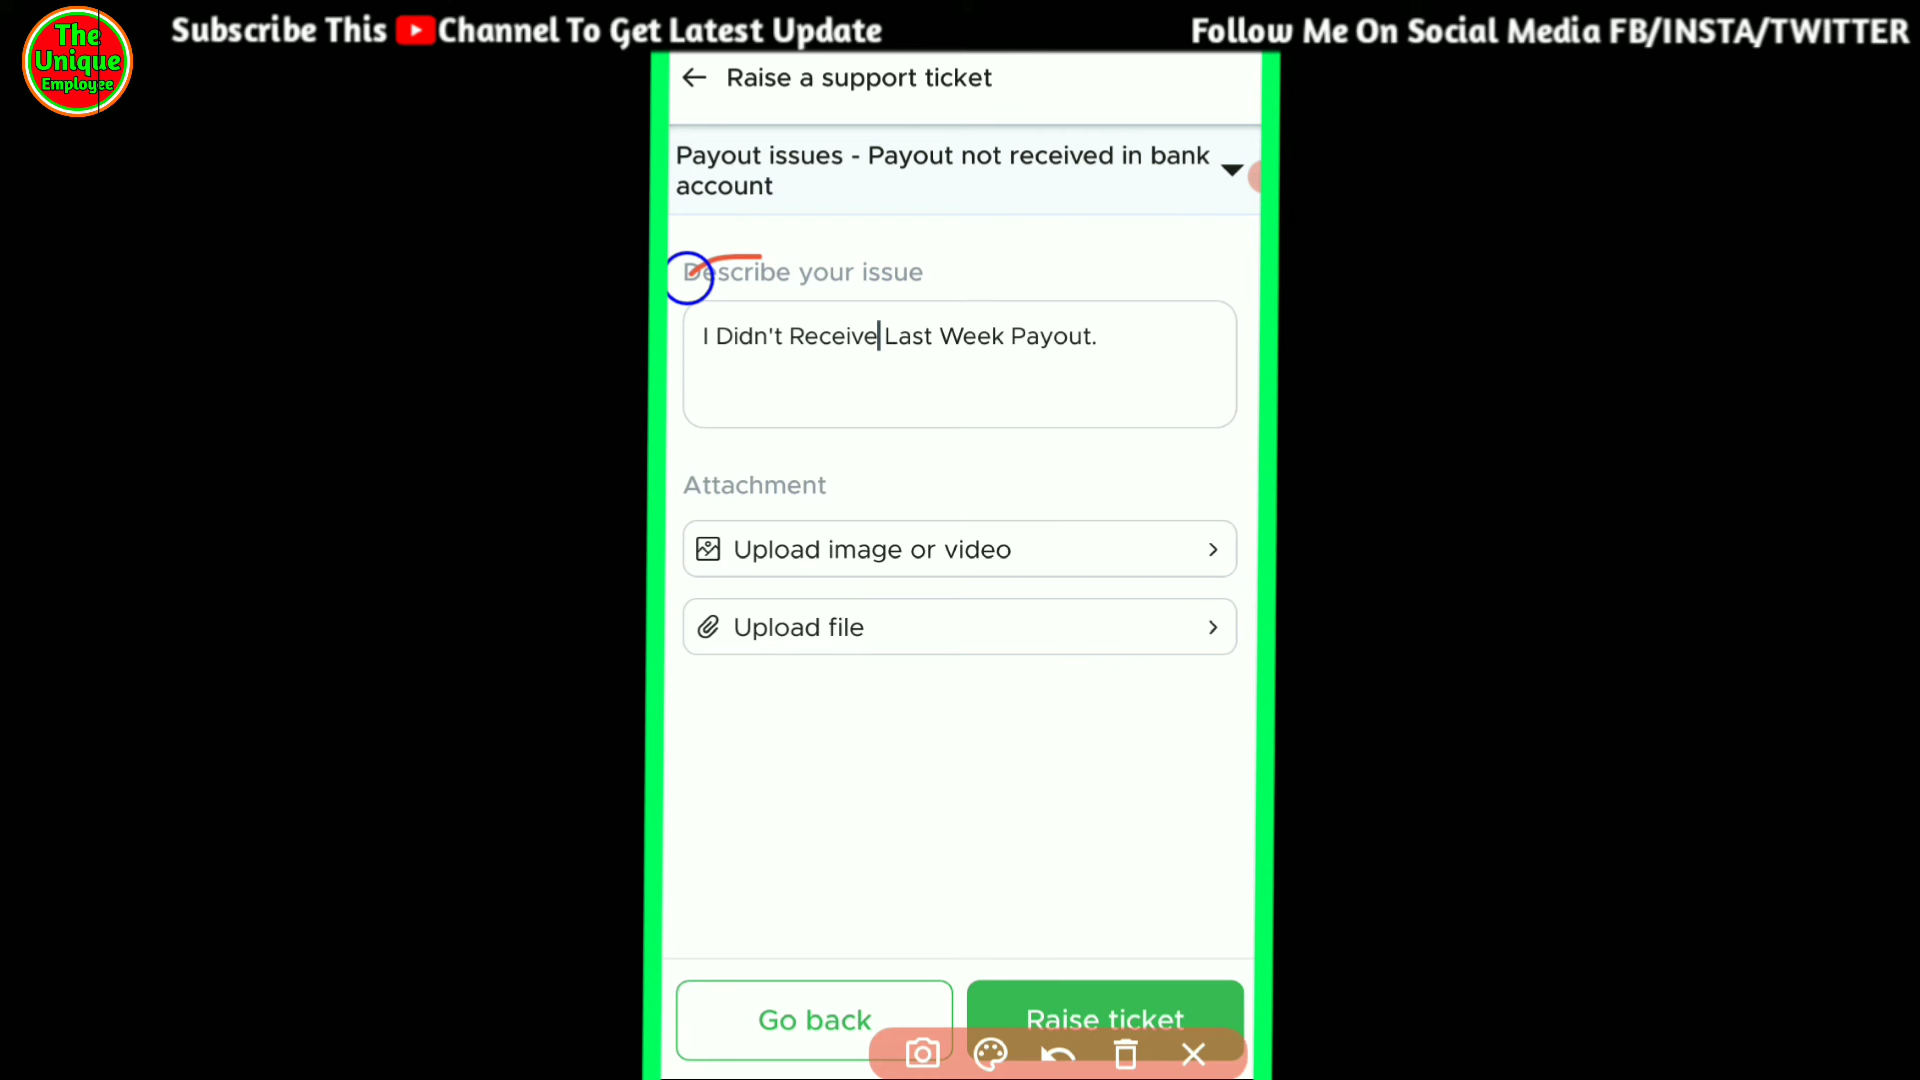 The
Unique
Employee
Subscribe This Channel To Get Latest Update
Follow Me On Social Media FB/INSTA/TWITTER
Raise a support ticket
Payout issues - Payout not received in bank
account
Describe your issue
I Didn't Receive Last Week Payout.
Attachment
Upload image or video
Upload file
Go back
Raise ticket